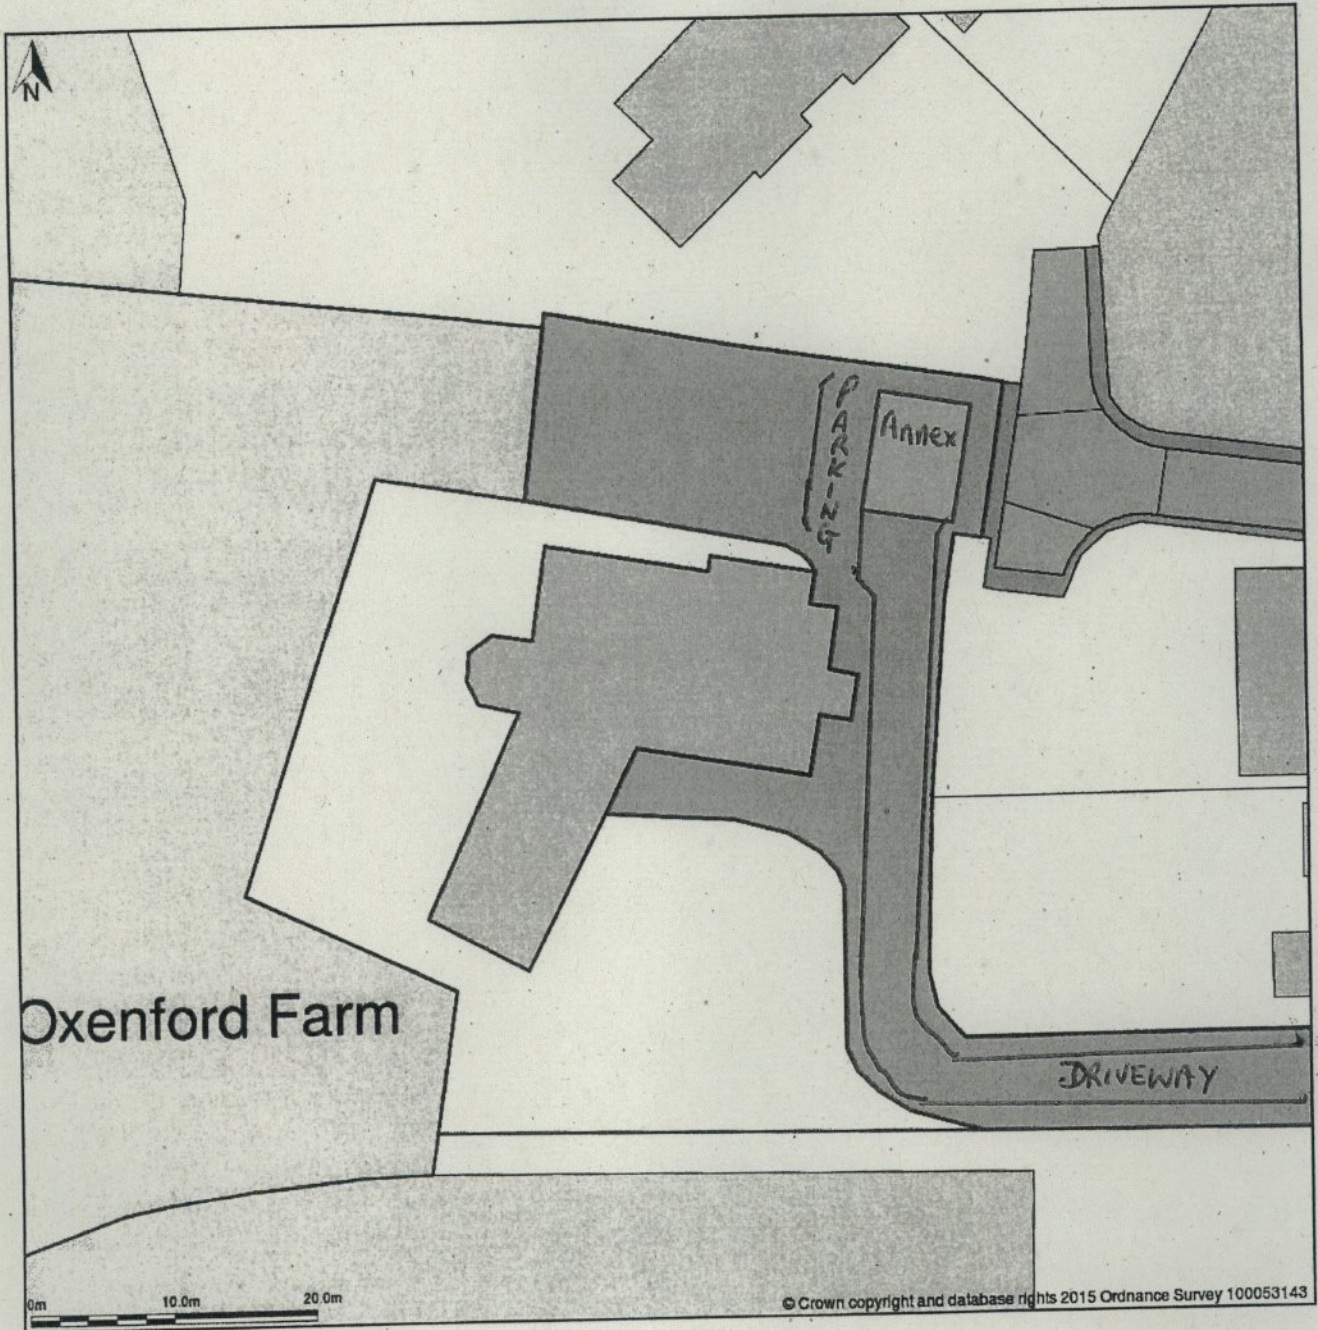 N
PARKING
Annex
Oxenford Farm
DRIVEWAY
0m 10.0m 20.0m
© Crown copyright and database rights 2015 Ordnance Survey 100053143